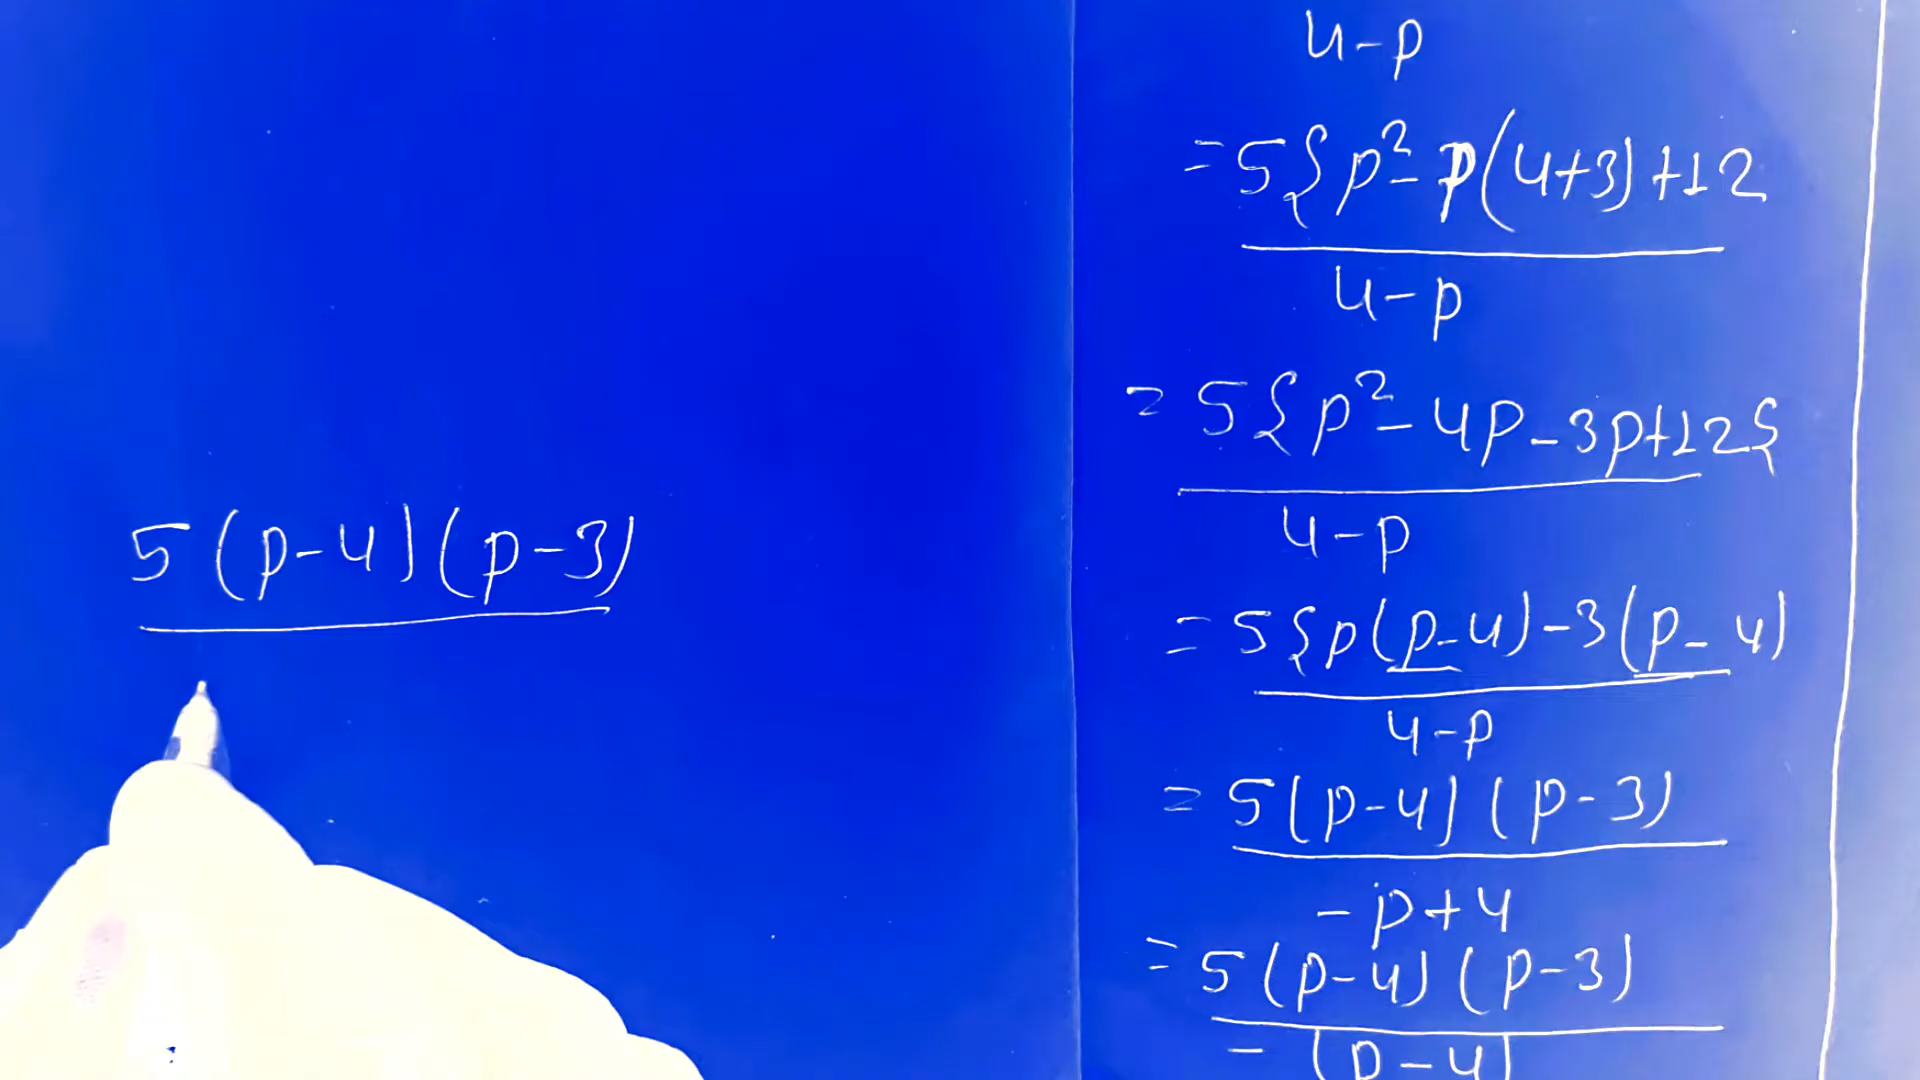 4-p
=5{p²-p(4+3)+12
4-p
=5{p²-4p-3p+12}
4-p
=5{p(p-4)-3(p-4)
4-p
=5(p-4)(p-3)
-p+4
=5(p-4)(p-3)
-(p-4)
5(p-4)(p-3)